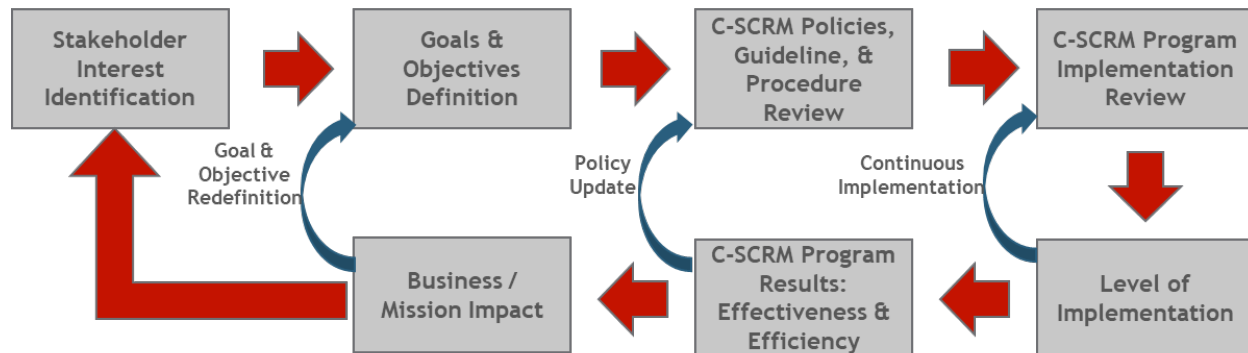 Stakeholder
Interest
Identification
Goals &
Objectives
Definition
C-SCRM Policies,
Guideline, &
Procedure
Review
C-SCRM Program
Implementation
Review
Goal &
Objective
Redefinition
Policy
Update
Continuous
Implementation
Business /
Mission Impact
C-SCRM Program
Results:
Effectiveness &
Efficiency
Level of
Implementation